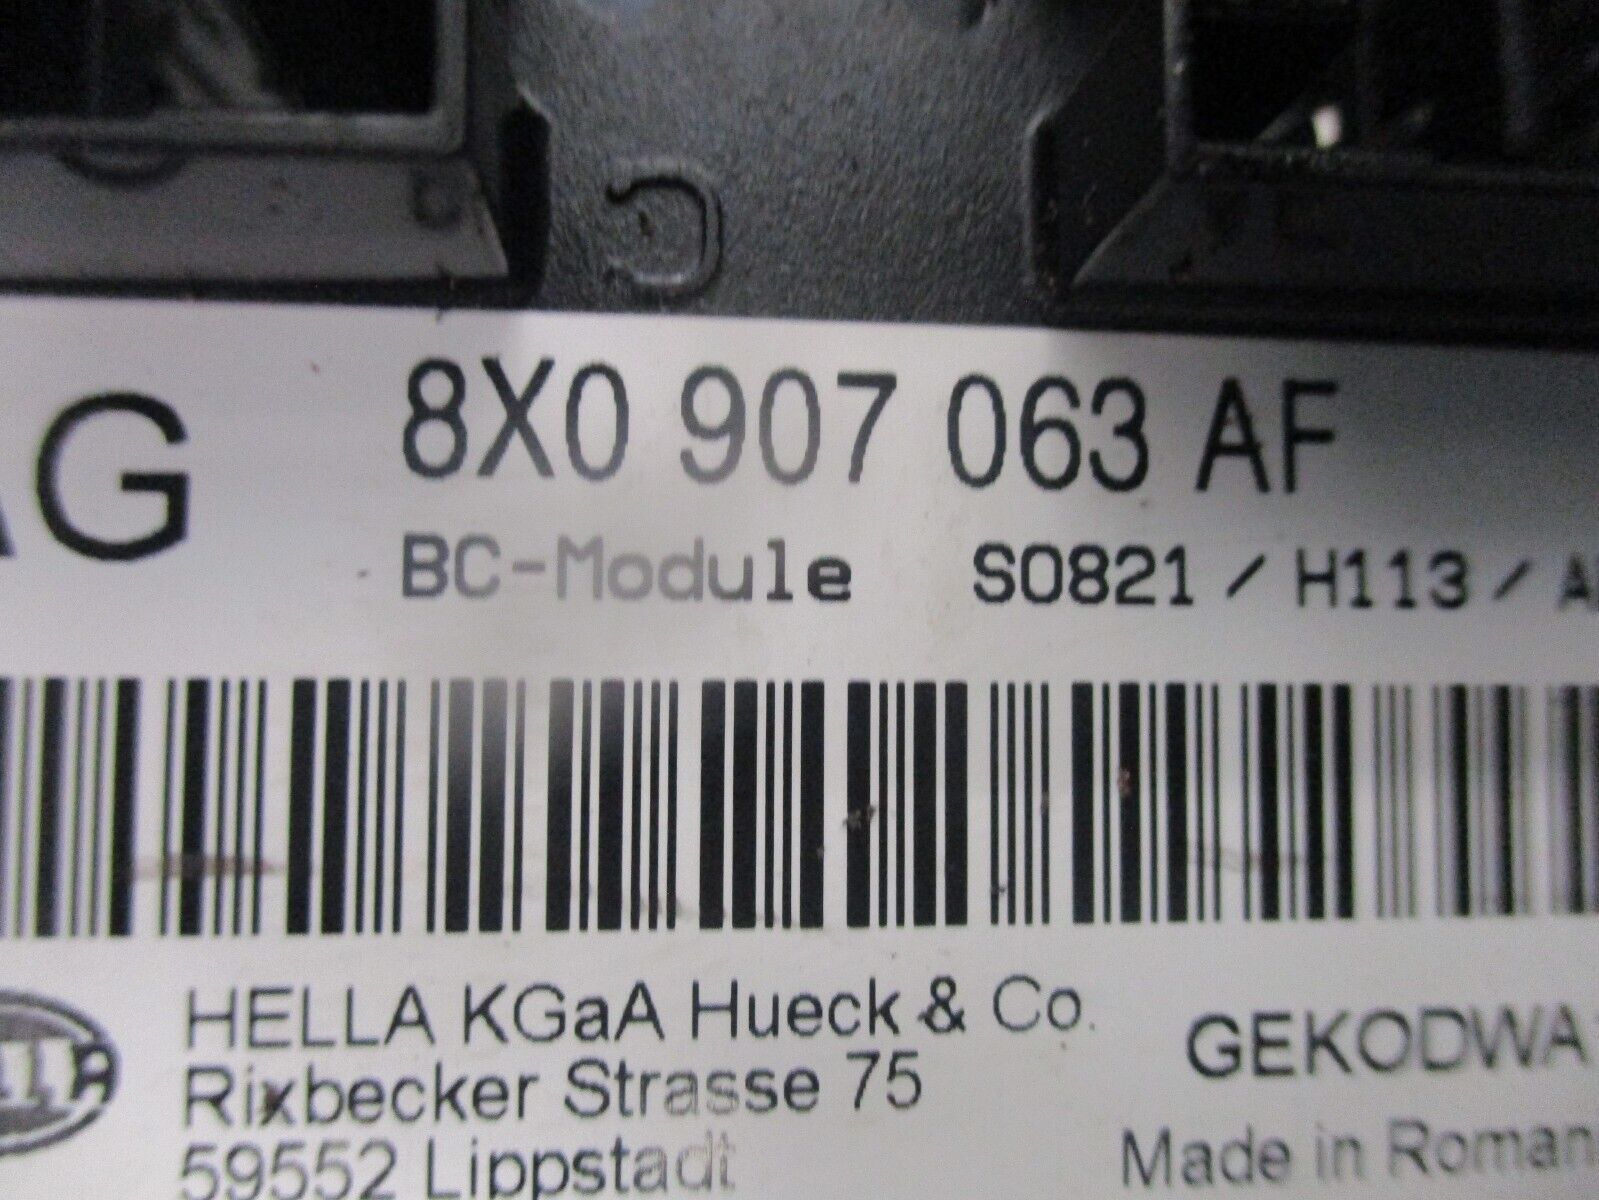 AG 8X0 907 063 AF
BC-Module S0821 / H113 /
HELLA KGaA Hueck & Co.
Rixbecker Strasse 75
59552 Lippstadt
GEKODWA
Made in Roman